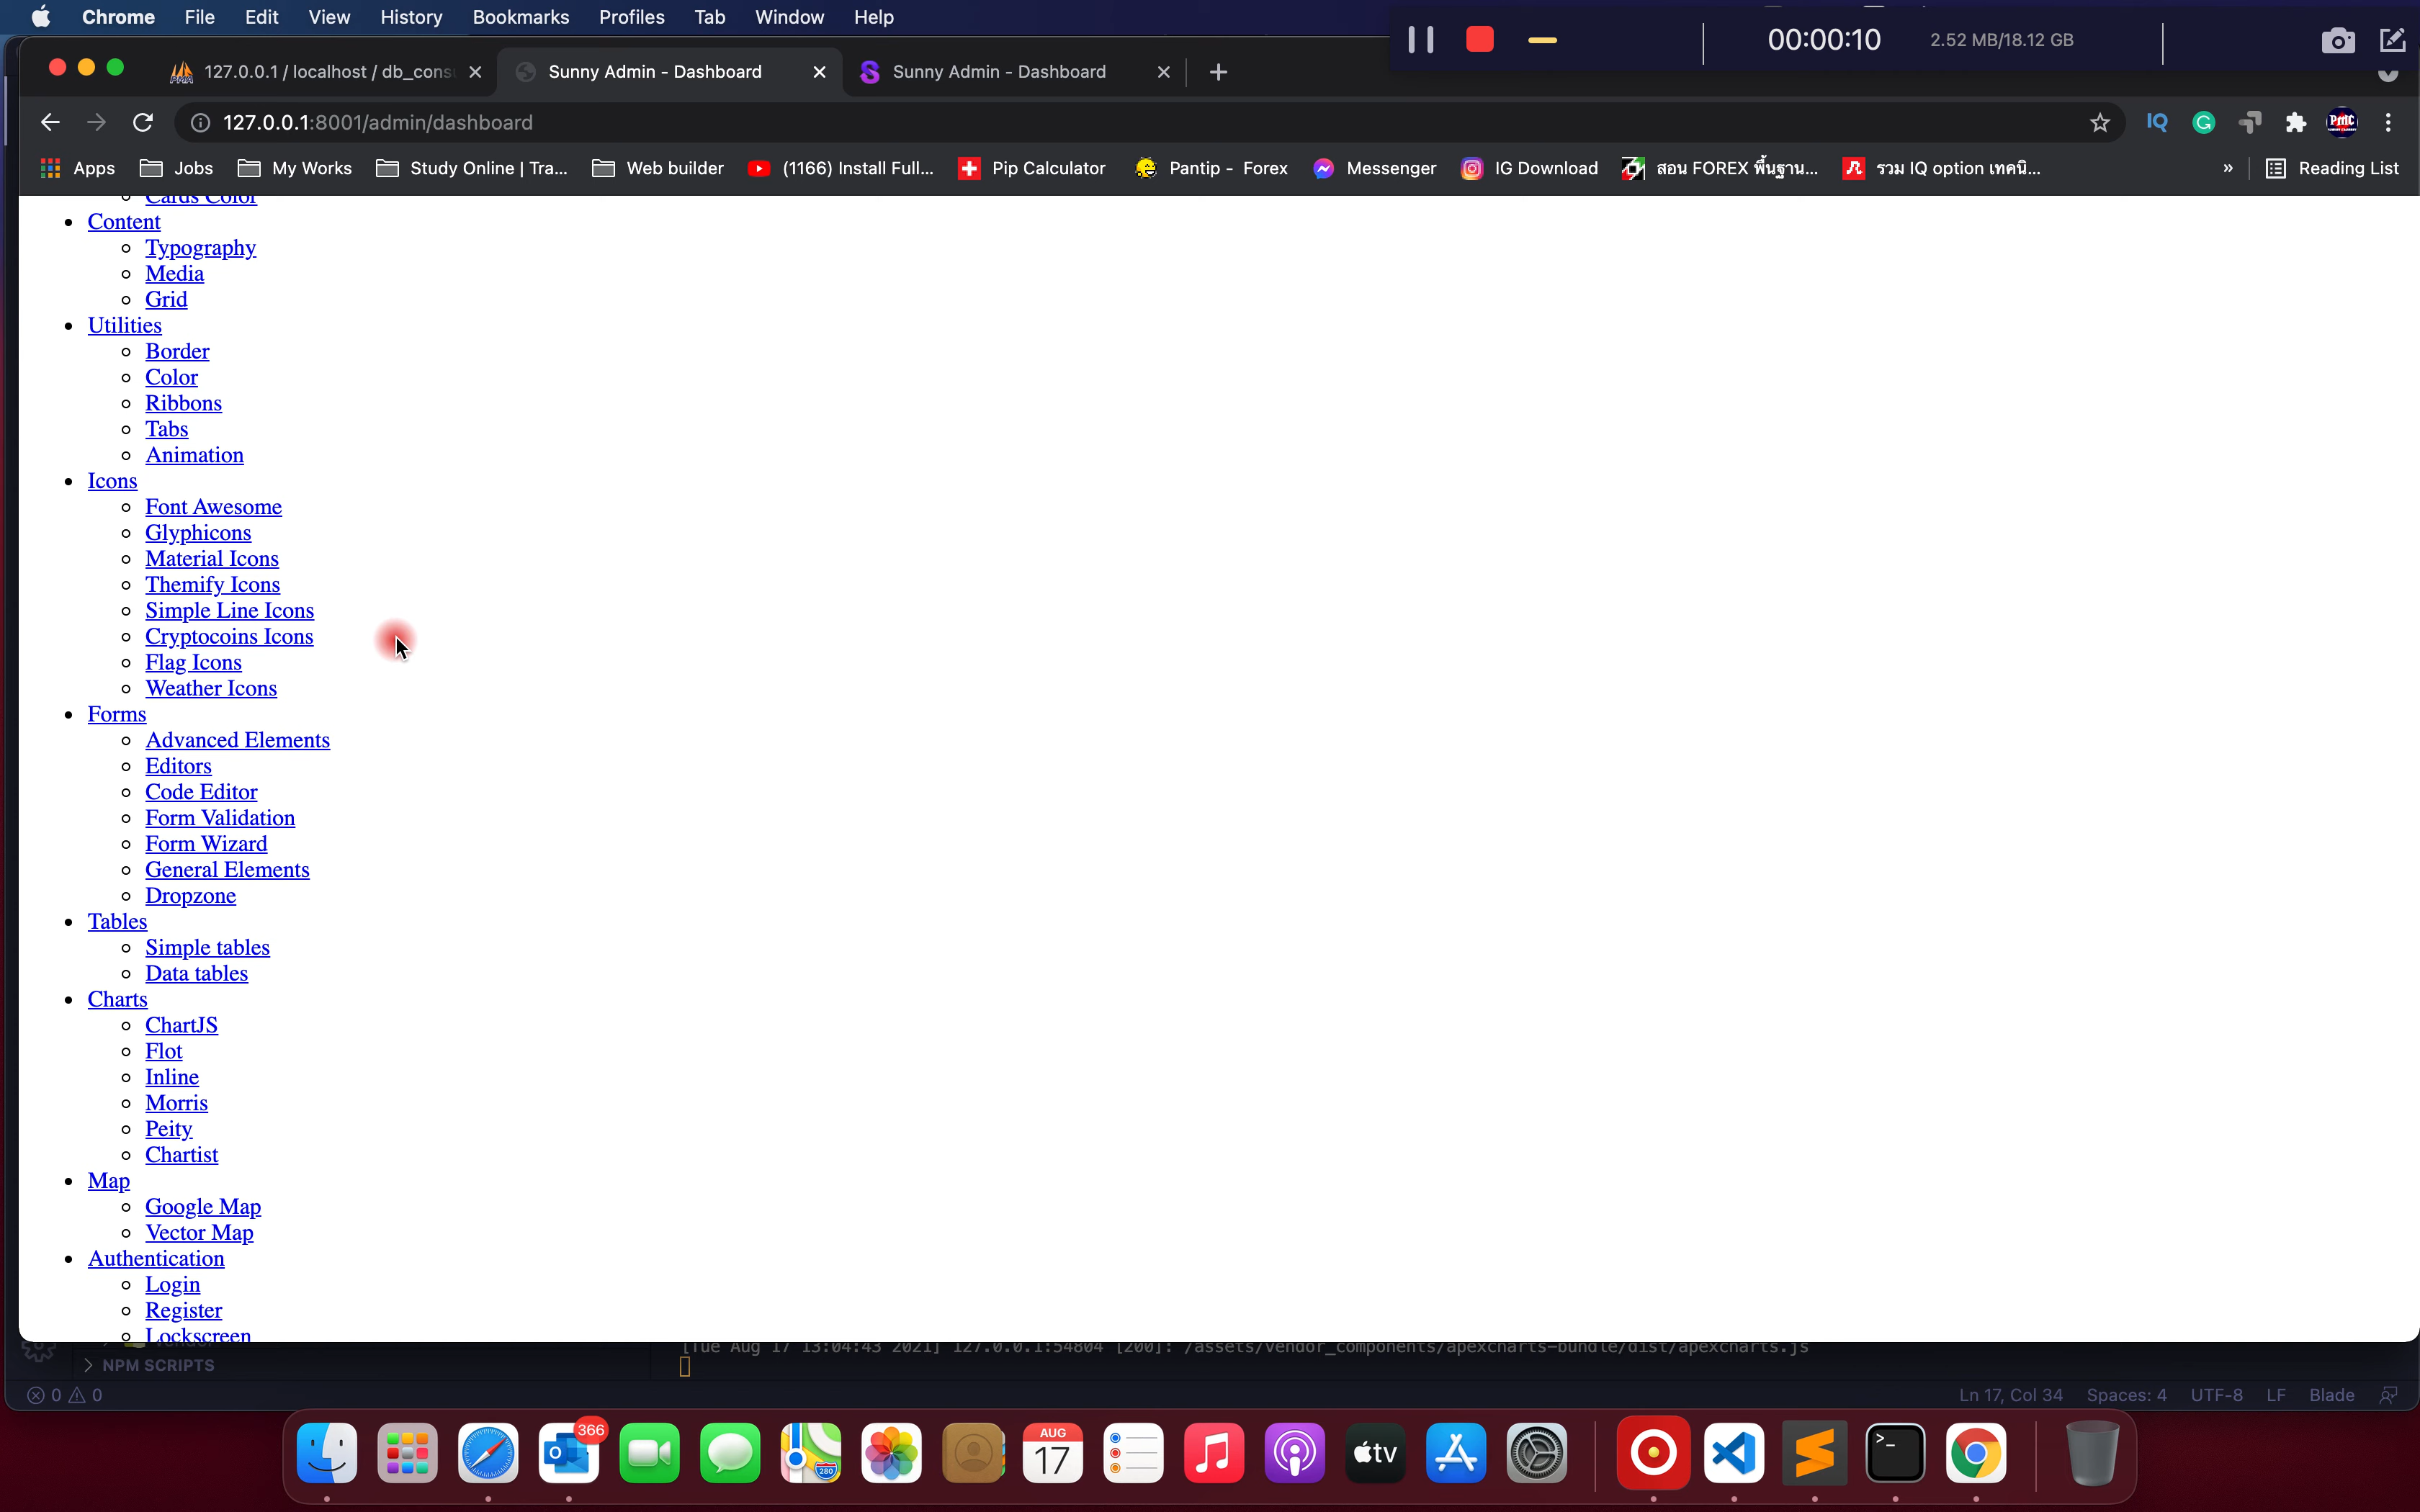 Chrome File Edit View History Bookmarks Profiles Tab Window Help
00:00:10 2.52 MB/18.12 GB
127.0.0.1 / localhost / db_cons Sunny Admin - Dashboard Sunny Admin - Dashboard
127.0.0.1:8001/admin/dashboard
Apps Jobs My Works Study Online | Tra... Web builder (1166) Install Full... Pip Calculator Pantip - Forex Messenger IG Download สอน FOREX พื้นฐาน... รวม IQ option เทคนิ... » Reading List
Cards Color
Content
Typography
Media
Grid
Utilities
Border
Color
Ribbons
Tabs
Animation
Icons
Font Awesome
Glyphicons
Material Icons
Themify Icons
Simple Line Icons
Cryptocoins Icons
Flag Icons
Weather Icons
Forms
Advanced Elements
Editors
Code Editor
Form Validation
Form Wizard
General Elements
Dropzone
Tables
Simple tables
Data tables
Charts
ChartJS
Flot
Inline
Morris
Peity
Chartist
Map
Google Map
Vector Map
Authentication
Login
Register
Lockscreen
[Tue Aug 17 13:04:43 2021] 127.0.0.1:54804 [200]: /assets/vendor_components/apexcharts-bundle/dist/apexcharts.js
NPM SCRIPTS
0 0 Ln 17, Col 34 Spaces: 4 UTF-8 LF Blade
366
AUG
17
280
tv